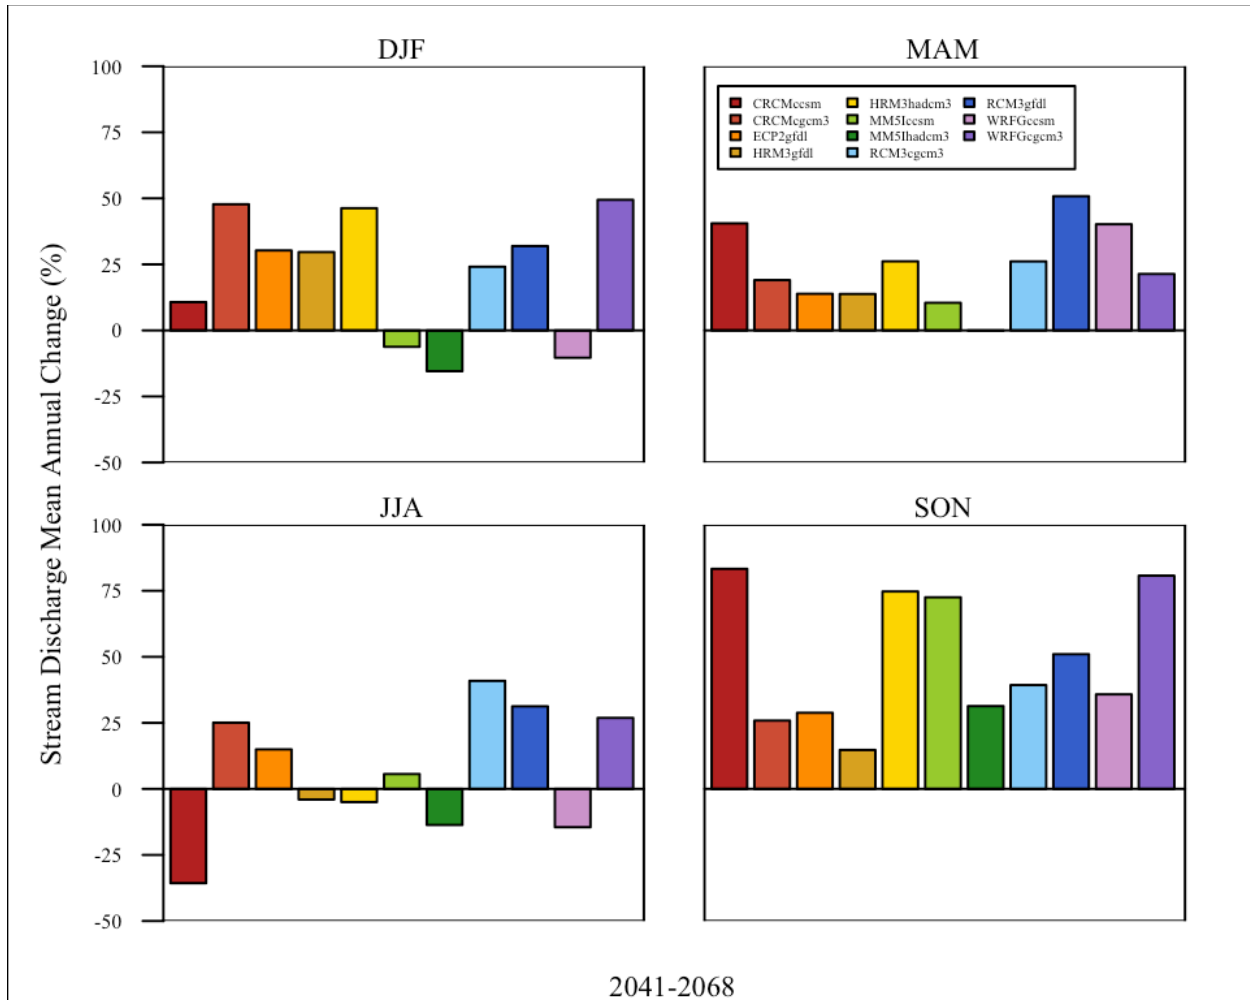 DJF
MAM
100
75
50
25
0
-25
-50
CRCMccsm
CRCMcgcm3
ECP2gfdl
HRM3gfdl
HRM3hadcm3
MM5Iccsm
MM5Ihadcm3
RCM3cgcm3
RCM3gfdl
WRFGccsm
WRFGcgcm3
Stream Discharge Mean Annual Change (%)
JJA
SON
100
75
50
25
0
-25
-50
2041-2068